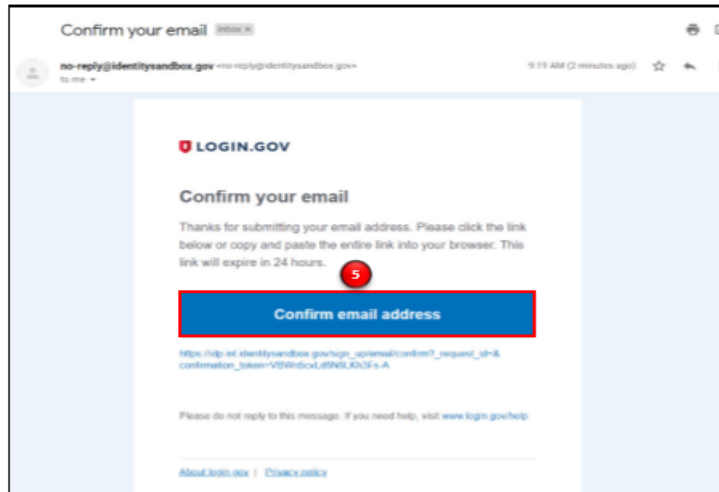 Confirm your email Inbox x
no-reply@identitysandbox.gov <no-reply@identitysandbox.gov> 9:19 AM (2 minutes ago)
to me
LOGIN.GOV
Confirm your email
Thanks for submitting your email address. Please click the link
below or copy and paste the entire link into your browser. This
link will expire in 24 hours.
5
Confirm email address
https://idp.int.identitysandbox.gov/sign_up/email/confirm?_request_id=&
Please do not reply to this message. If you need help, visit www.login.gov/help
About login.gov | Privacy policy